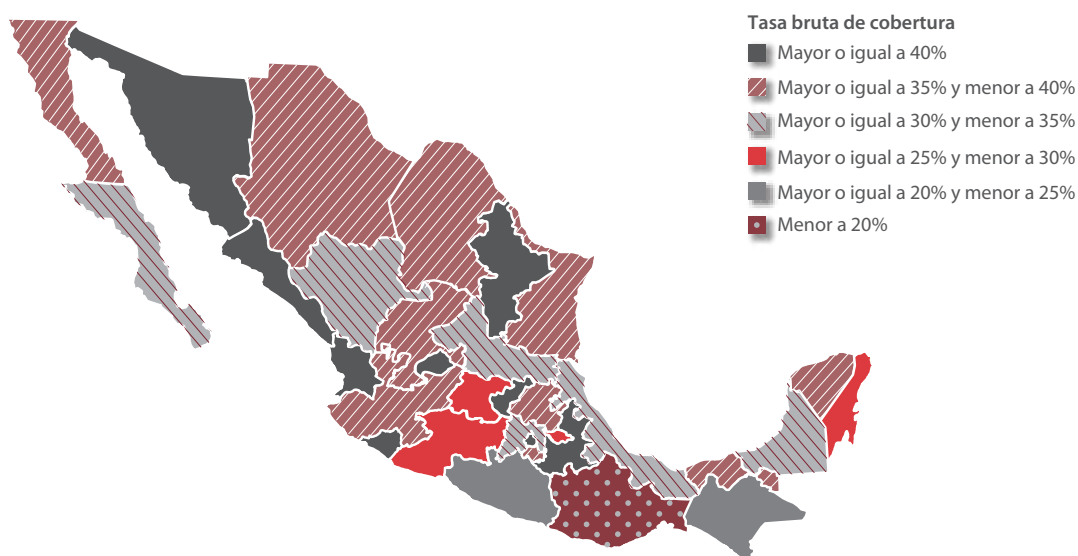 Tasa bruta de cobertura
Mayor o igual a 40%
Mayor o igual a 35% y menor a 40%
Mayor o igual a 30% y menor a 35%
Mayor o igual a 25% y menor a 30%
Mayor o igual a 20% y menor a 25%
Menor a 20%